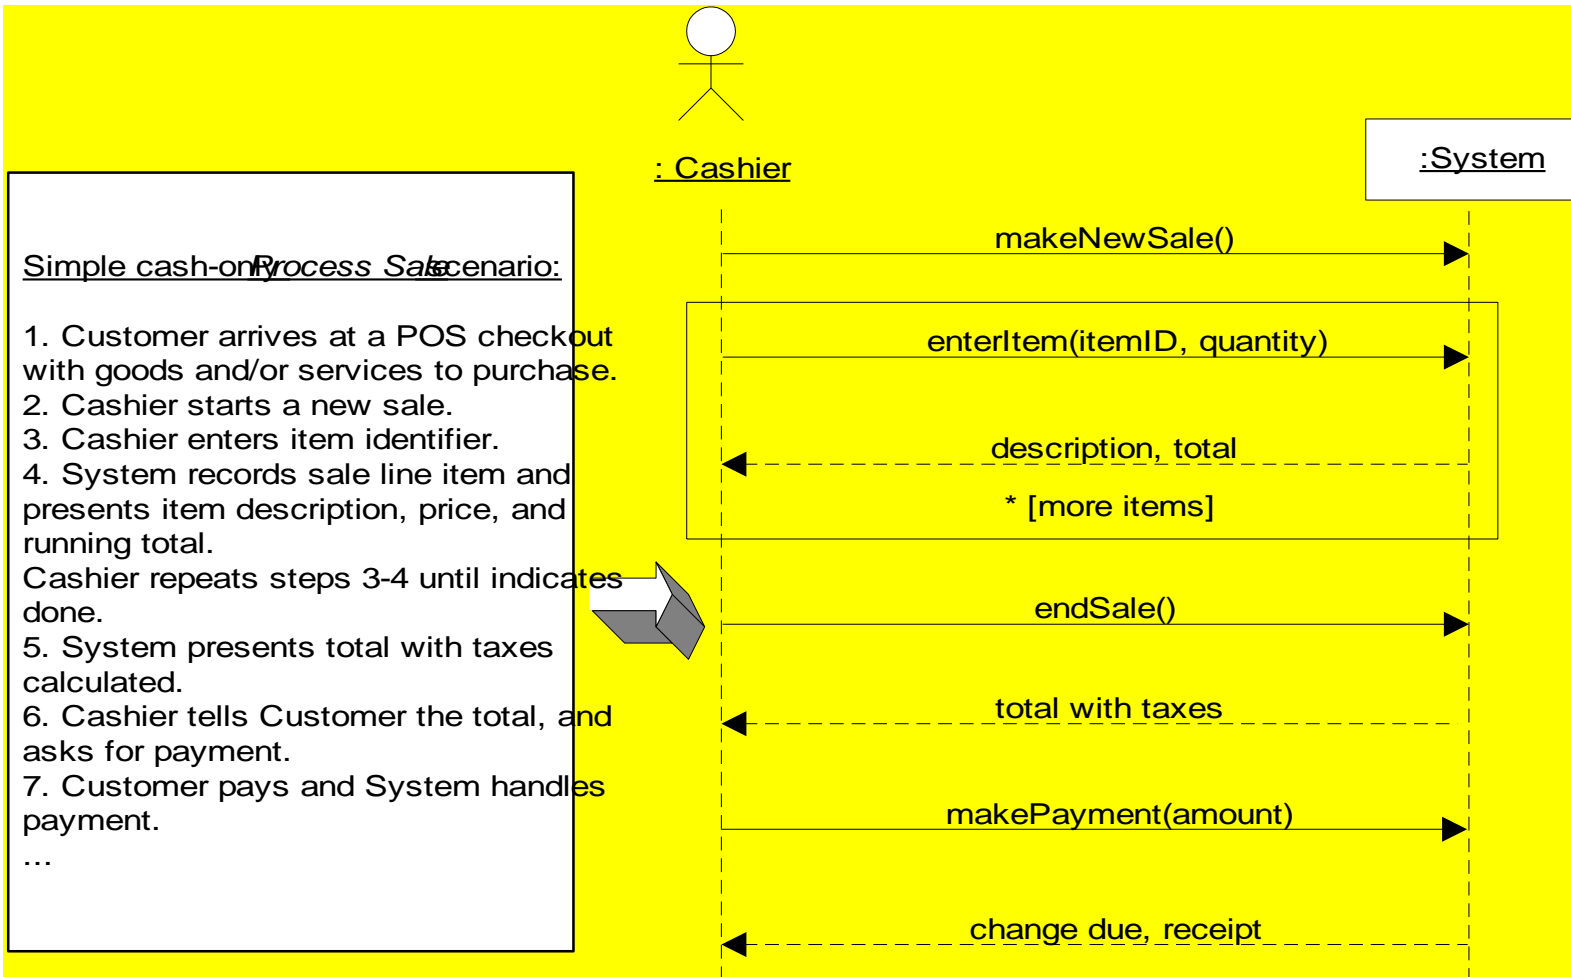 Simple cash-only Process Sale scenario:
1. Customer arrives at a POS checkout
with goods and/or services to purchase.
2. Cashier starts a new sale.
3. Cashier enters item identifier.
4. System records sale line item and
presents item description, price, and
running total.
Cashier repeats steps 3-4 until indicates
done.
5. System presents total with taxes
calculated.
6. Cashier tells Customer the total, and
asks for payment.
7. Customer pays and System handles
payment.
...
: Cashier
:System
makeNewSale()
enterItem(itemID, quantity)
description, total
* [more items]
endSale()
total with taxes
makePayment(amount)
change due, receipt